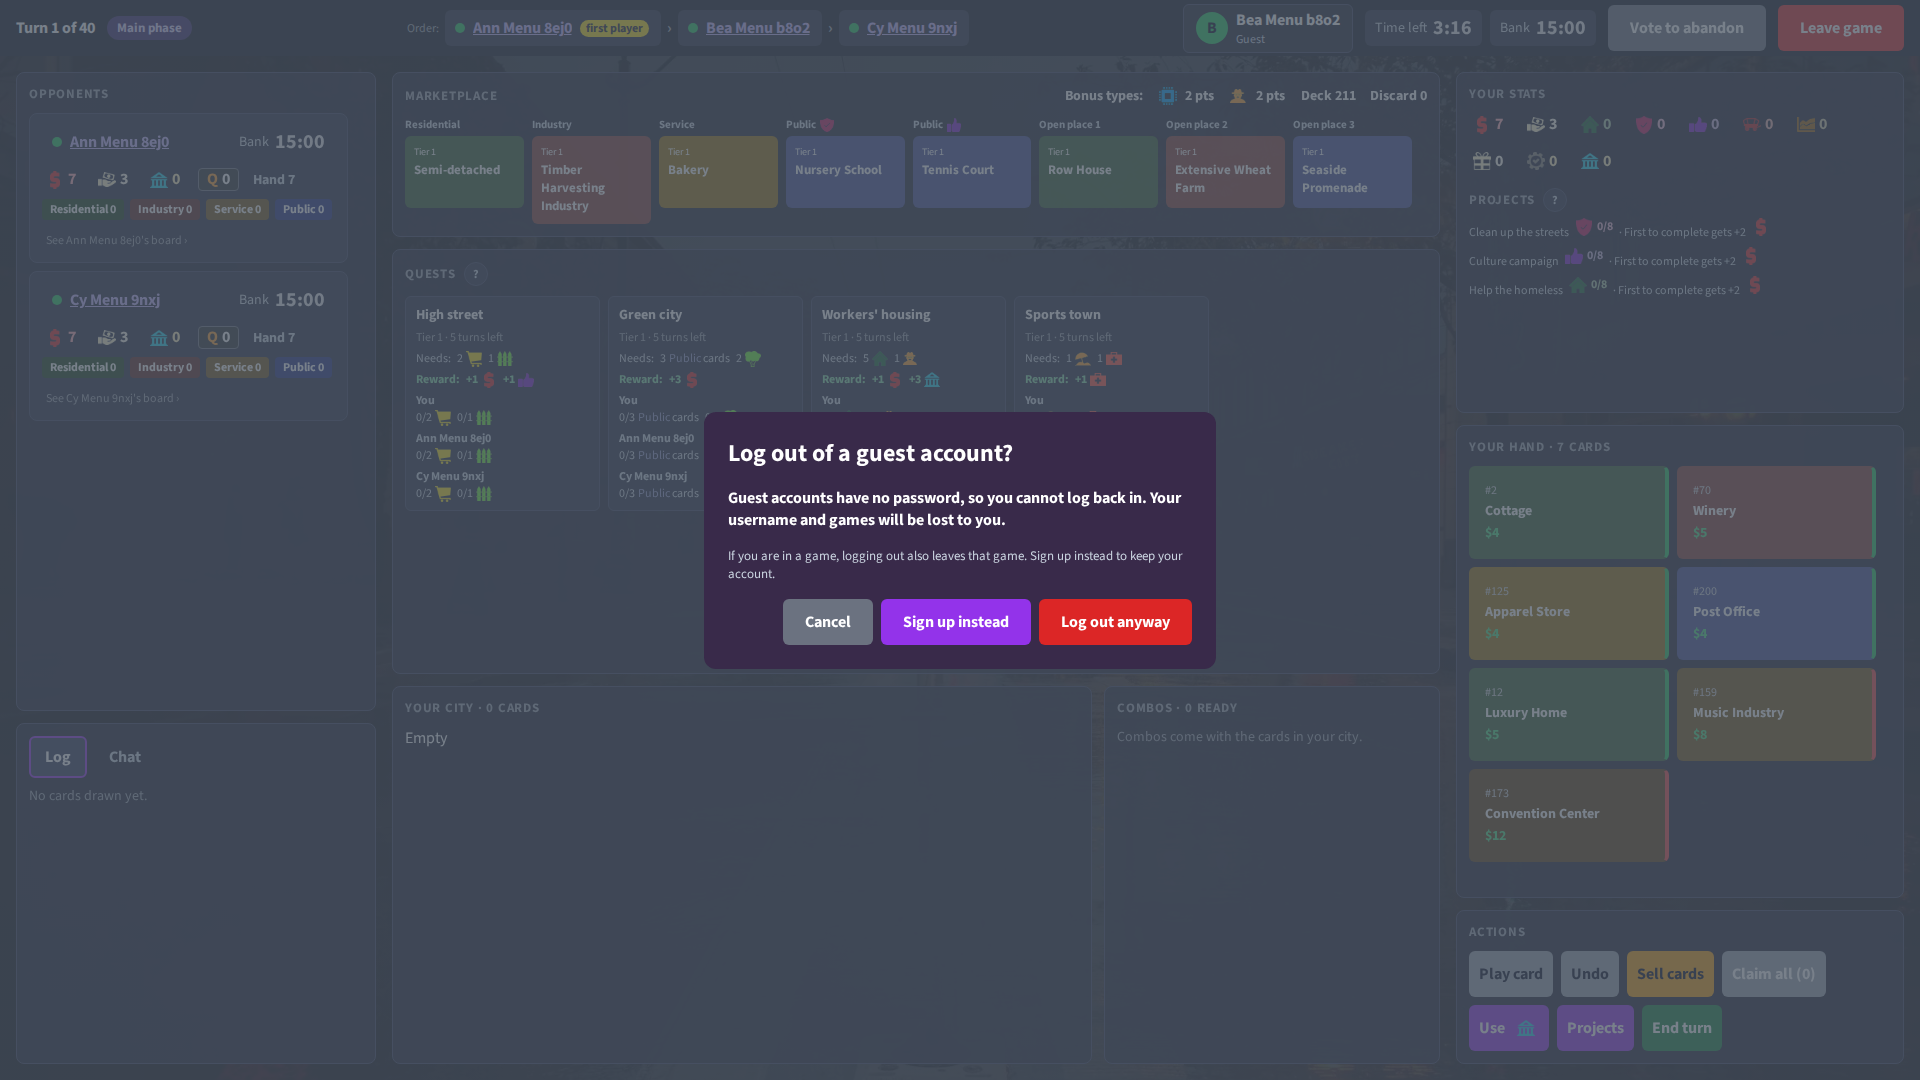 Turn 1 of 40 Main phase
Order: Ann Menu 8ej0 first player › Bea Menu b8o2 › Cy Menu 9nxj
B Bea Menu b8o2
Guest
Time left 3:16
Bank 15:00
Vote to abandon
Leave game
OPPONENTS
Ann Menu 8ej0 Bank 15:00
7 3 0 Q 0 Hand 7
Residential 0 Industry 0 Service 0 Public 0
See Ann Menu 8ej0's board ›
Cy Menu 9nxj Bank 15:00
7 3 0 Q 0 Hand 7
Residential 0 Industry 0 Service 0 Public 0
See Cy Menu 9nxj's board ›
Log Chat
No cards drawn yet.
MARKETPLACE
Bonus types: 2 pts 2 pts Deck 211 Discard 0
Residential
Tier 1
Semi-detached
Industry
Tier 1
Timber
Harvesting
Industry
Service
Tier 1
Bakery
Public
Tier 1
Nursery School
Public
Tier 1
Tennis Court
Open place 1
Tier 1
Row House
Open place 2
Tier 1
Extensive Wheat
Farm
Open place 3
Tier 1
Seaside
Promenade
QUESTS ?
High street
Tier 1 · 5 turns left
Needs: 2 1
Reward: +1 +1
You
0/2 0/1
Ann Menu 8ej0
0/2 0/1
Cy Menu 9nxj
0/2 0/1
Green city
Tier 1 · 5 turns left
Needs: 3 Public cards 2
Reward: +3
You
0/3 Public cards
Ann Menu 8ej0
0/3 Public cards
Cy Menu 9nxj
0/3 Public cards
Workers' housing
Tier 1 · 5 turns left
Needs: 5 1
Reward: +1 +3
You
Sports town
Tier 1 · 5 turns left
Needs: 1 1
Reward: +1
You
Log out of a guest account?
Guest accounts have no password, so you cannot log back in. Your
username and games will be lost to you.
If you are in a game, logging out also leaves that game. Sign up instead to keep your
account.
Cancel
Sign up instead
Log out anyway
YOUR CITY · 0 CARDS
Empty
COMBOS · 0 READY
Combos come with the cards in your city.
YOUR STATS
7 3 0 0 0 0 0
0 0 0
PROJECTS ?
Clean up the streets 0/8 · First to complete gets +2
Culture campaign 0/8 · First to complete gets +2
Help the homeless 0/8 · First to complete gets +2
YOUR HAND · 7 CARDS
#2
Cottage
$4
#70
Winery
$5
#125
Apparel Store
$4
#200
Post Office
$4
#12
Luxury Home
$5
#159
Music Industry
$8
#173
Convention Center
$12
ACTIONS
Play card
Undo
Sell cards
Claim all (0)
Use
Projects
End turn